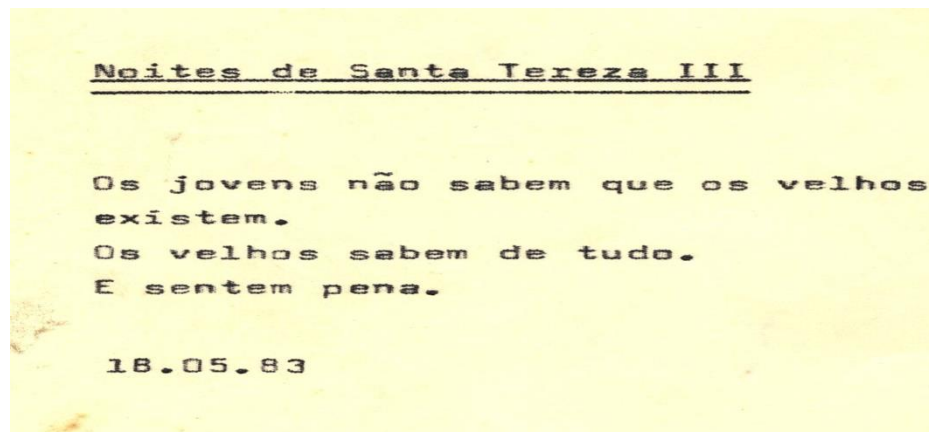 Noites de Santa Tereza III
Os jovens não sabem que os velhos
existem.
Os velhos sabem de tudo.
E sentem pena.
18.05.83